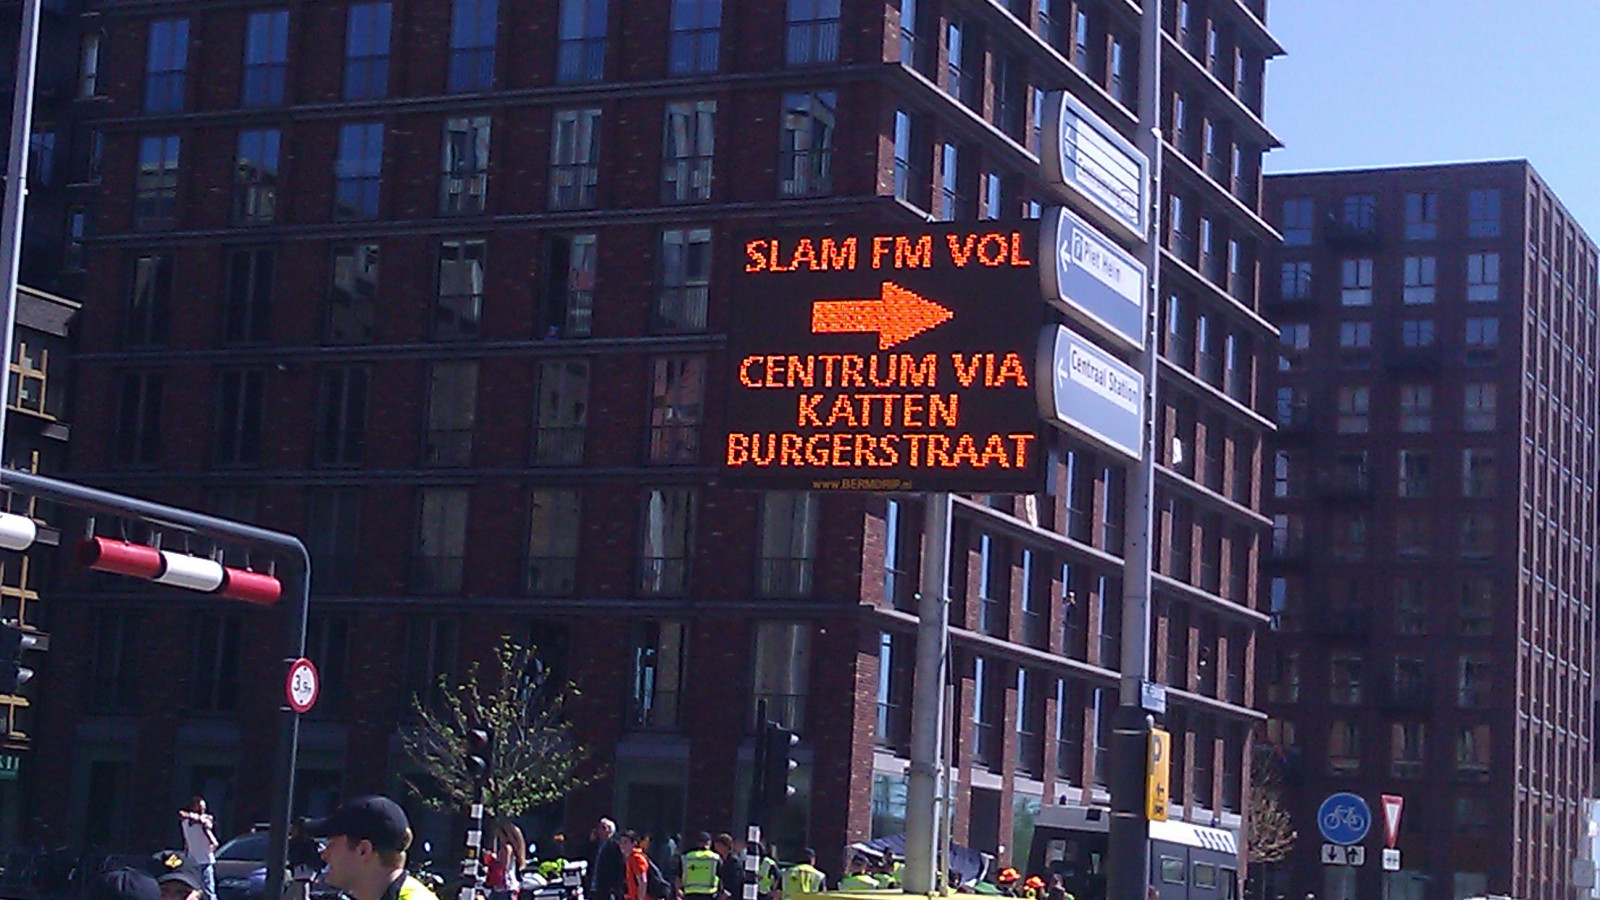 SLAM FM VOL
CENTRUM VIA
KATTEN
BURGERSTRAAT
www.BERMDRIP.nl
P Piet Hein
Centraal Station
P